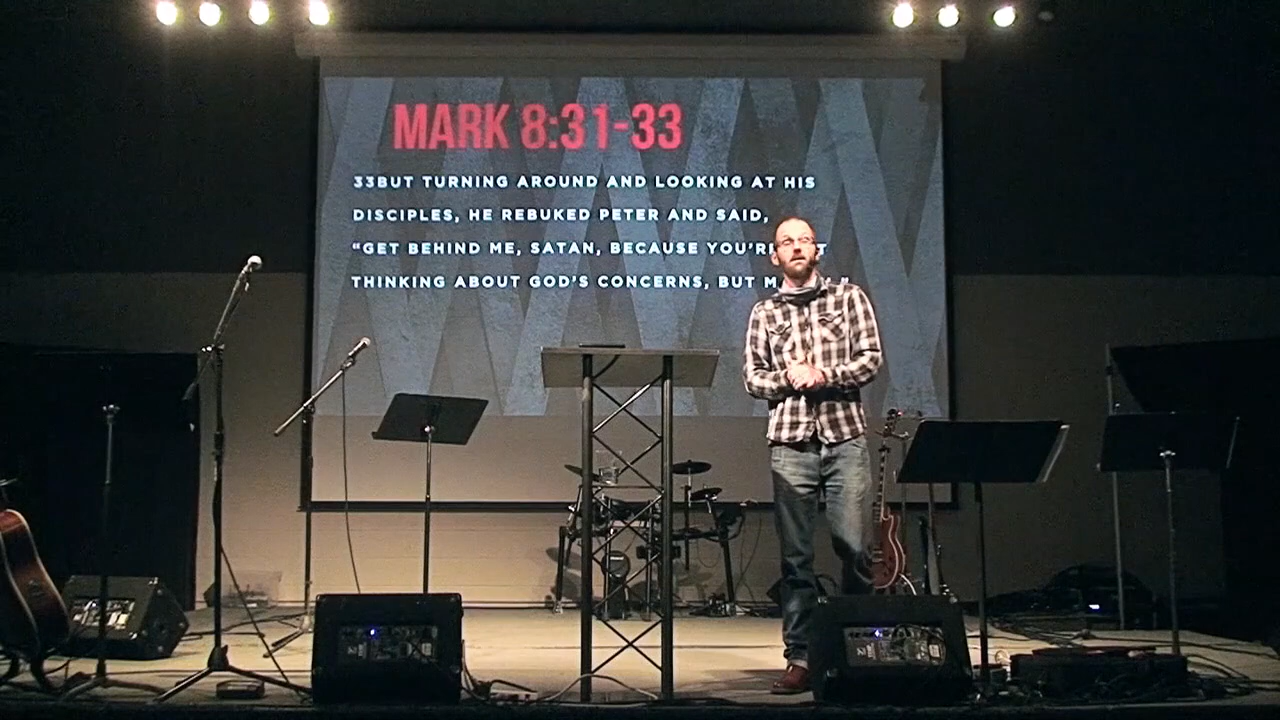 MARK 8:31-33
33BUT TURNING AROUND AND LOOKING AT HIS
DISCIPLES, HE REBUKED PETER AND SAID,
“GET BEHIND ME, SATAN, BECAUSE YOU'RE
THINKING ABOUT GOD'S CONCERNS, BUT